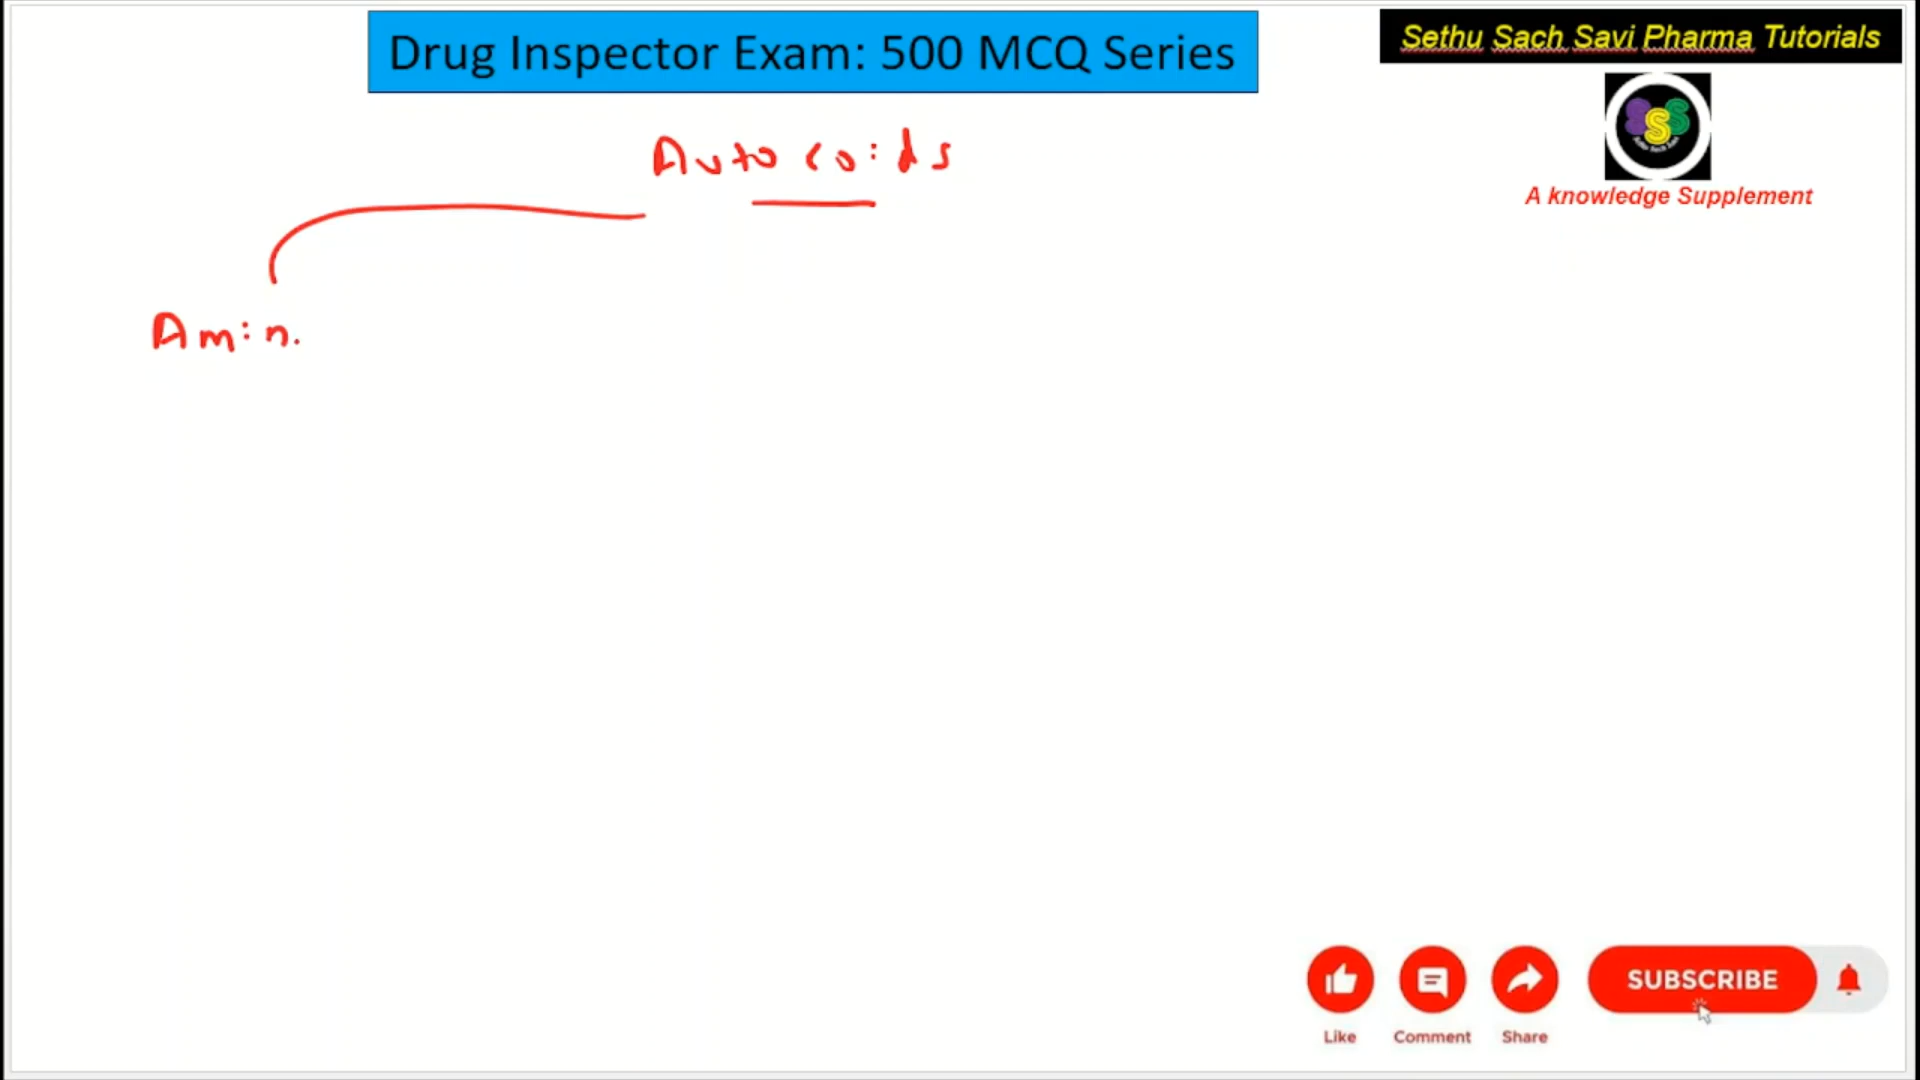 Drug Inspector Exam: 500 MCQ Series
Sethu Sach Savi Pharma Tutorials
SSS
A knowledge Supplement
Autocoids
Amin.
SUBSCRIBE
Like
Comment
Share